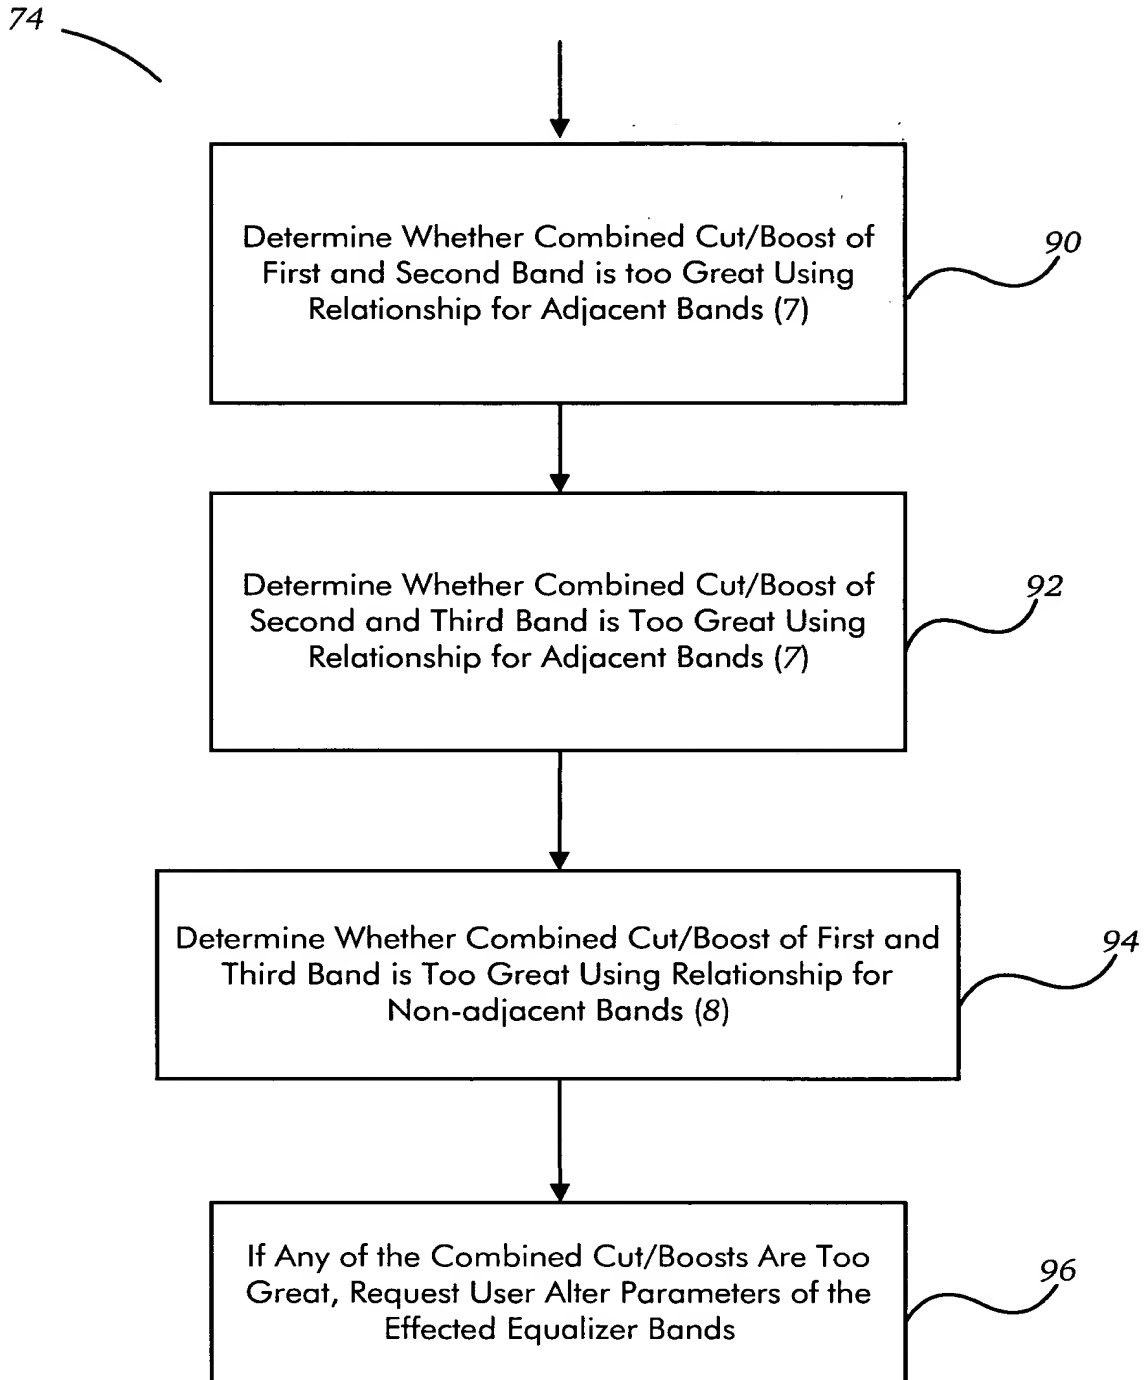 74
Determine Whether Combined Cut/Boost of
First and Second Band is too Great Using
Relationship for Adjacent Bands (7)
90
Determine Whether Combined Cut/Boost of
Second and Third Band is Too Great Using
Relationship for Adjacent Bands (7)
92
Determine Whether Combined Cut/Boost of First and
Third Band is Too Great Using Relationship for
Non-adjacent Bands (8)
94
If Any of the Combined Cut/Boosts Are Too
Great, Request User Alter Parameters of the
Effected Equalizer Bands
96